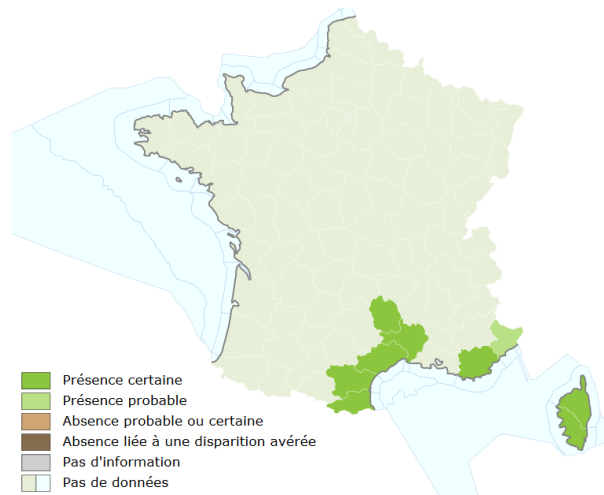 Présence certaine
Présence probable
Absence probable ou certaine
Absence liée à une disparition avérée
Pas d'information
Pas de données